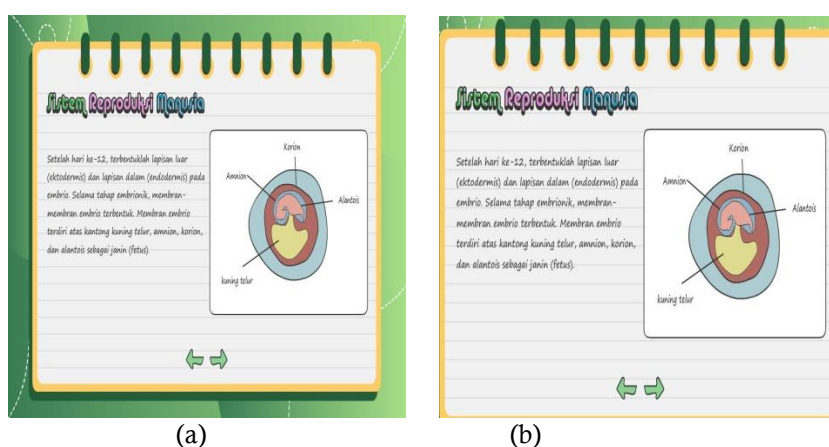 Sistem Reproduksi Manusia
Setelah hari ke-12, terbentuklah lapisan luar
(ektodermis) dan lapisan dalam (endodermis) pada
embrio. Selama tahap embrionik, membran-
membran embrio terbentuk. Membran embrio
terdiri atas kantong kuning telur, amnion, korion,
dan alantois sebagai janin (fetus).
Korion
Amnion
Alantois
kuning telur
(a)
Sistem Reproduksi Manusia
Setelah hari ke-12, terbentuklah lapisan luar
(ektodermis) dan lapisan dalam (endodermis) pada
embrio. Selama tahap embrionik, membran-
membran embrio terbentuk. Membran embrio
terdiri atas kantong kuning telur, amnion, korion,
dan alantois sebagai janin (fetus).
Korion
Amnion
Alantois
kuning telur
(b)